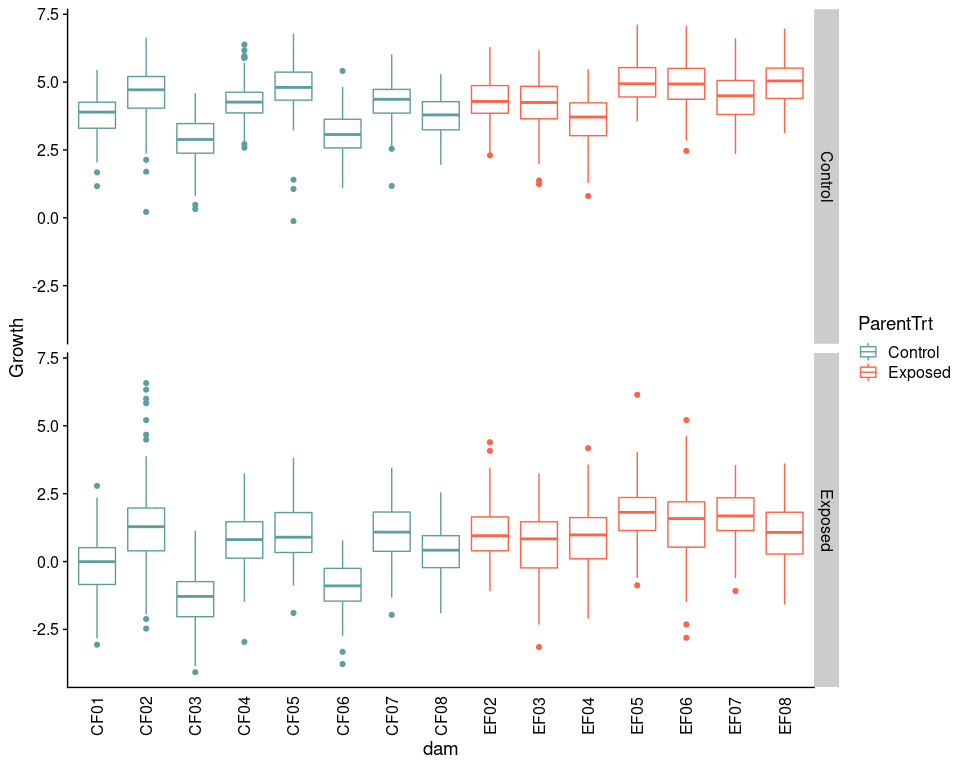 7.5
5.0
2.5
0.0
-2.5
Control
7.5
5.0
2.5
0.0
-2.5
Exposed
Growth
CF01 CF02 CF03 CF04 CF05 CF06 CF07 CF08 EF02 EF03 EF04 EF05 EF06 EF07 EF08
dam
ParentTrt
Control
Exposed